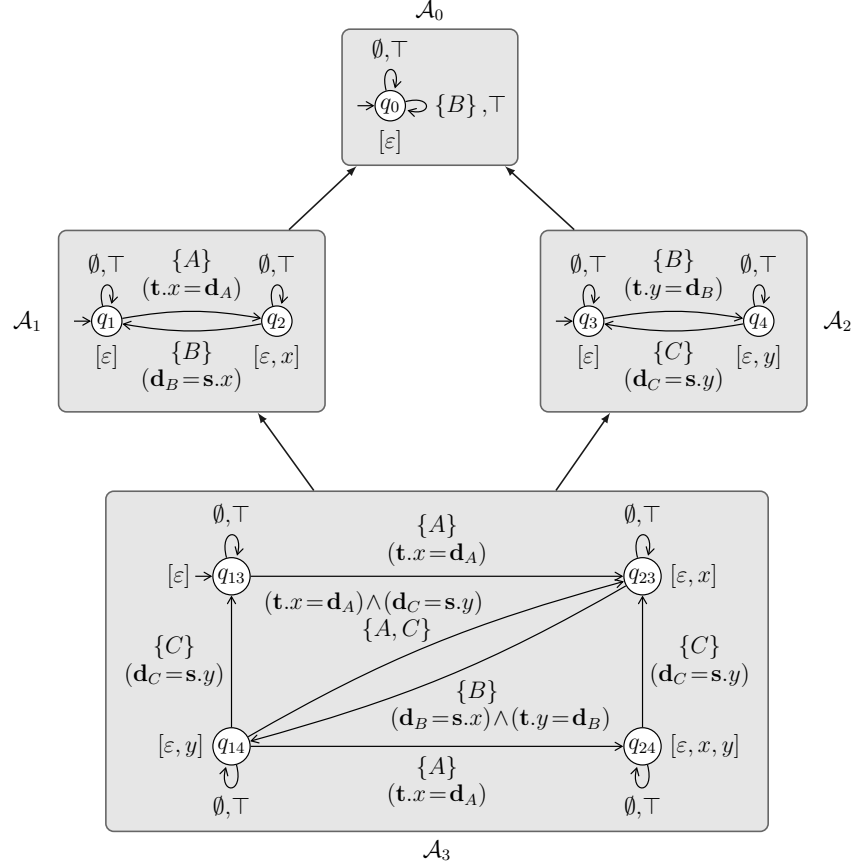 𝒜₀
∅,⊤
q₀ {B},⊤
[ε]
𝒜₁
∅,⊤ {A} ∅,⊤
(𝐭.x=𝐝_A)
q₁ q₂
[ε] {B} [ε, x]
(𝐝_B=𝐬.x)
∅,⊤ {B} ∅,⊤
(𝐭.y=𝐝_B)
q₃ q₄
[ε] {C} [ε, y]
(𝐝_C=𝐬.y)
𝒜₂
∅,⊤ {A} ∅,⊤
(𝐭.x=𝐝_A)
[ε] q₁₃ q₂₃ [ε, x]
(𝐭.x=𝐝_A)∧(𝐝_C=𝐬.y)
{A, C}
{C}
(𝐝_C=𝐬.y)
{C}
(𝐝_C=𝐬.y)
{B}
(𝐝_B=𝐬.x)∧(𝐭.y=𝐝_B)
[ε, y] q₁₄ q₂₄ [ε, x, y]
{A}
∅,⊤ (𝐭.x=𝐝_A) ∅,⊤
𝒜₃